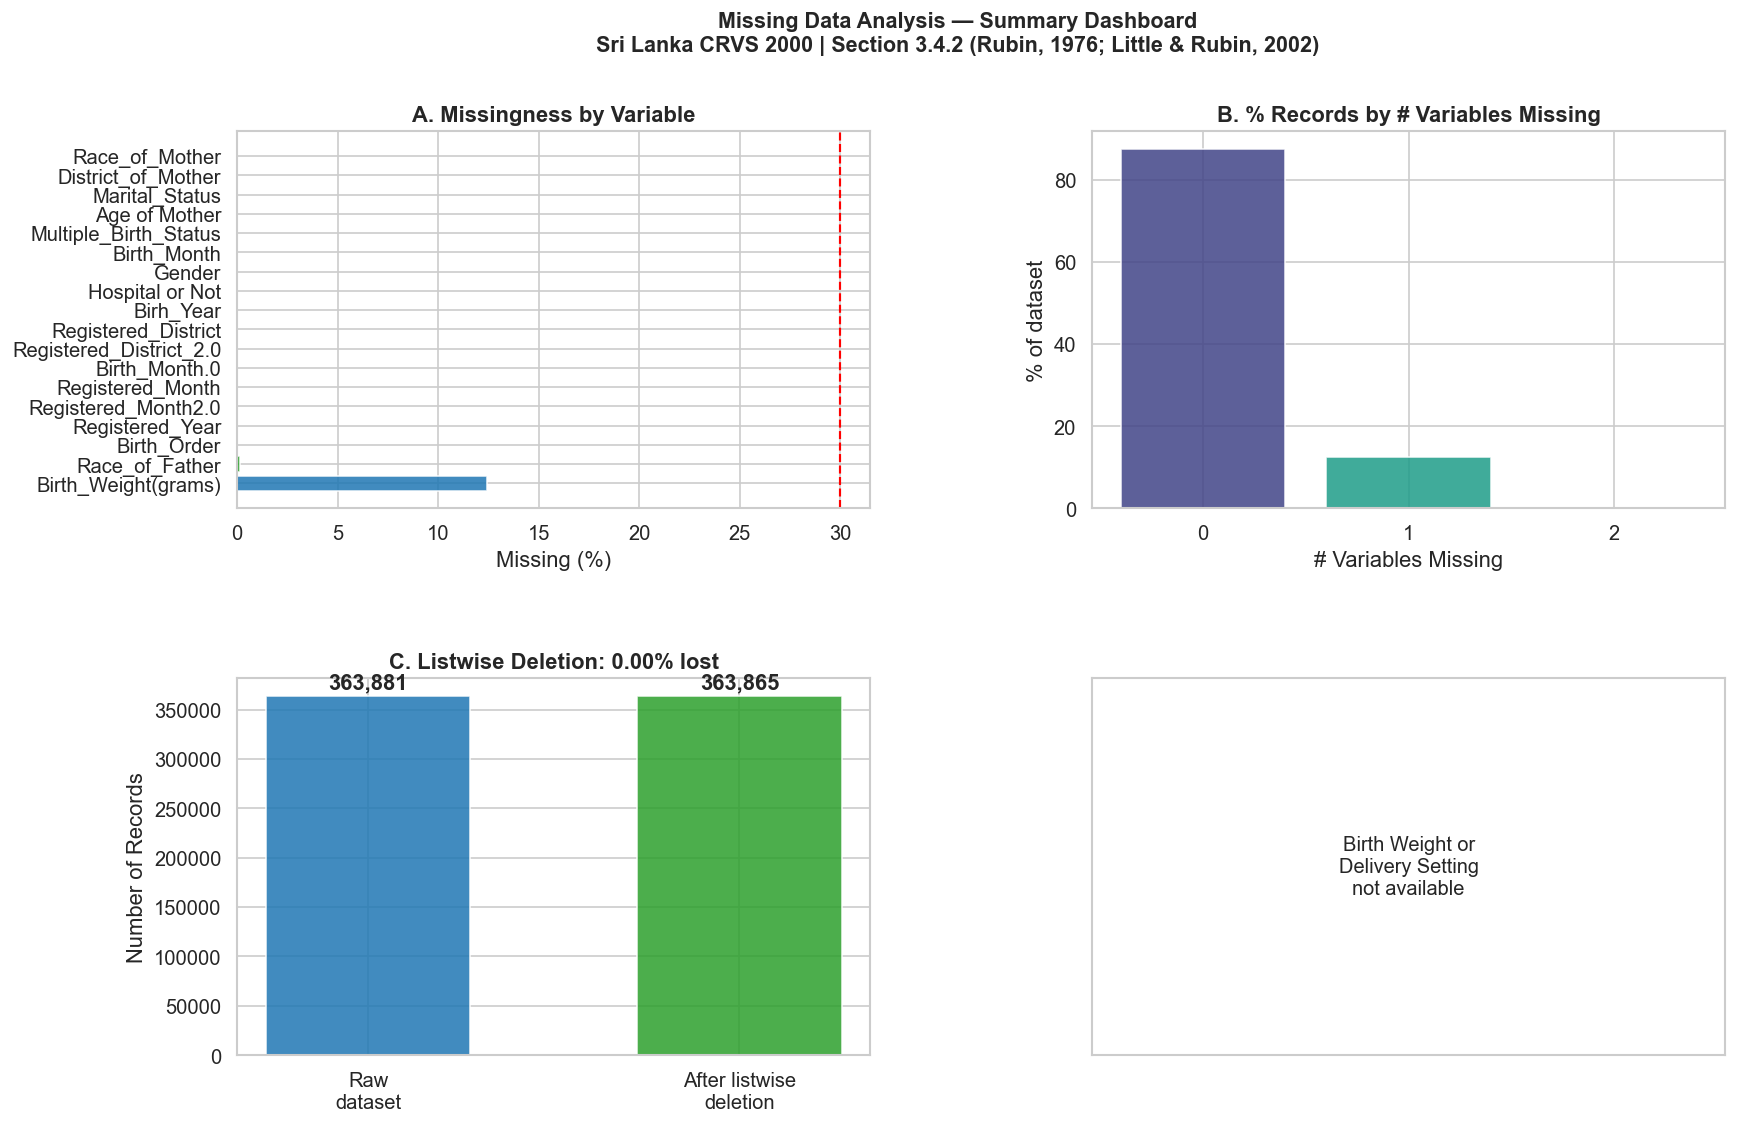 Missing Data Analysis — Summary Dashboard
Sri Lanka CRVS 2000 | Section 3.4.2 (Rubin, 1976; Little & Rubin, 2002)
A. Missingness by Variable
Race_of_Mother
District_of_Mother
Marital_Status
Age of Mother
Multiple_Birth_Status
Birth_Month
Gender
Hospital or Not
Birh_Year
Registered_District
Registered_District_2.0
Birth_Month.0
Registered_Month
Registered_Month2.0
Registered_Year
Birth_Order
Race_of_Father
Birth_Weight(grams)
0 5 10 15 20 25 30
Missing (%)
B. % Records by # Variables Missing
% of dataset
80
60
40
20
0
0 1 2
# Variables Missing
C. Listwise Deletion: 0.00% lost
363,881 363,865
Number of Records
350000
300000
250000
200000
150000
100000
50000
0
Raw
dataset
After listwise
deletion
Birth Weight or
Delivery Setting
not available